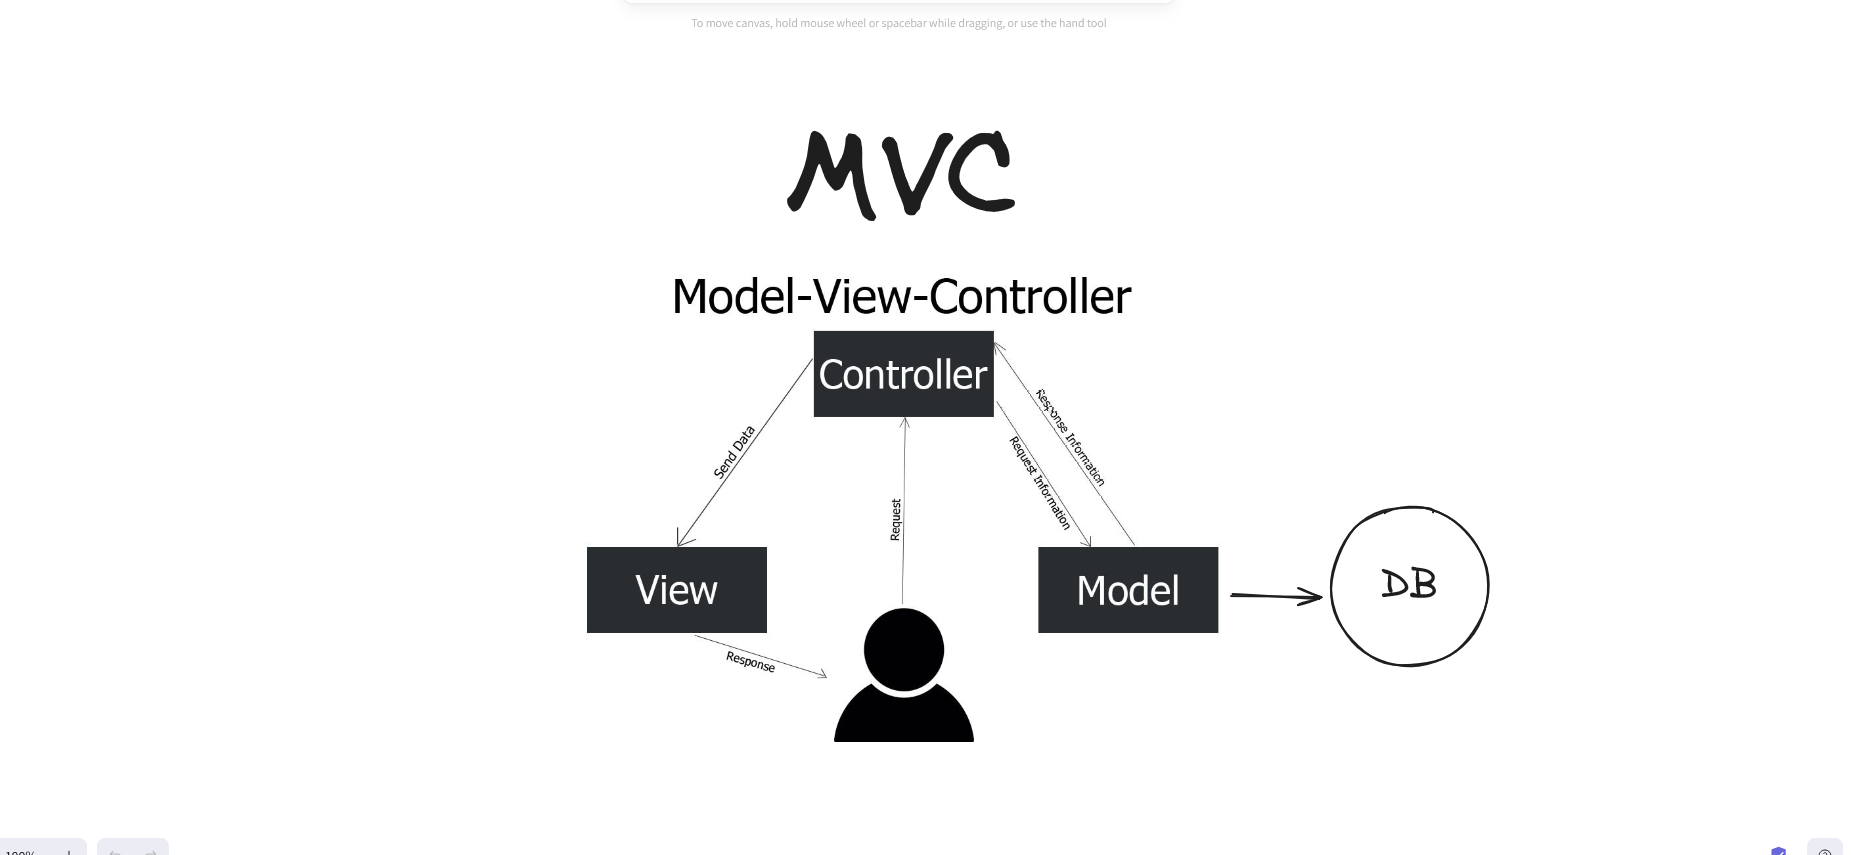 To move canvas, hold mouse wheel or spacebar while dragging, or use the hand tool
MVC
Model-View-Controller
Controller
Send Data
Request
Request Information
Response Information
View
Model
DB
Response